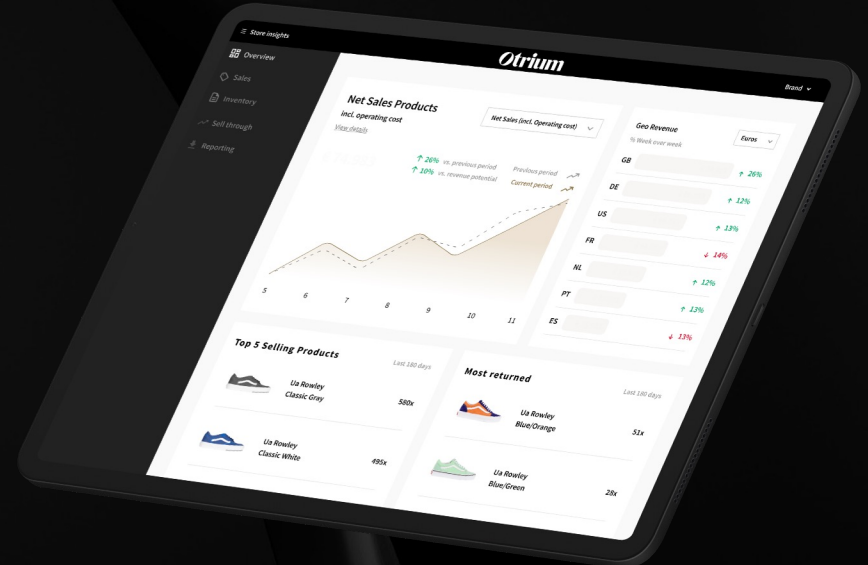 Store insights
Otrium
Brand
Overview
Sales
Inventory
Sell through
Reporting
Net Sales Products
incl. operating cost
View details
Net Sales (incl. Operating cost)
↑ 26% vs. previous period
↑ 10% vs. revenue potential
Previous period
Current period
5 6 7 8 9 10 11
Geo Revenue
% Week over week
Euros
GB ↑ 26%
DE ↑ 12%
US ↑ 13%
FR ↓ 14%
NL ↑ 12%
PT ↑ 13%
ES ↓ 13%
Top 5 Selling Products
Last 180 days
Ua Rowley
Classic Gray
580x
Ua Rowley
Classic White
495x
Most returned
Last 180 days
Ua Rowley
Blue/Orange
51x
Ua Rowley
Blue/Green
28x